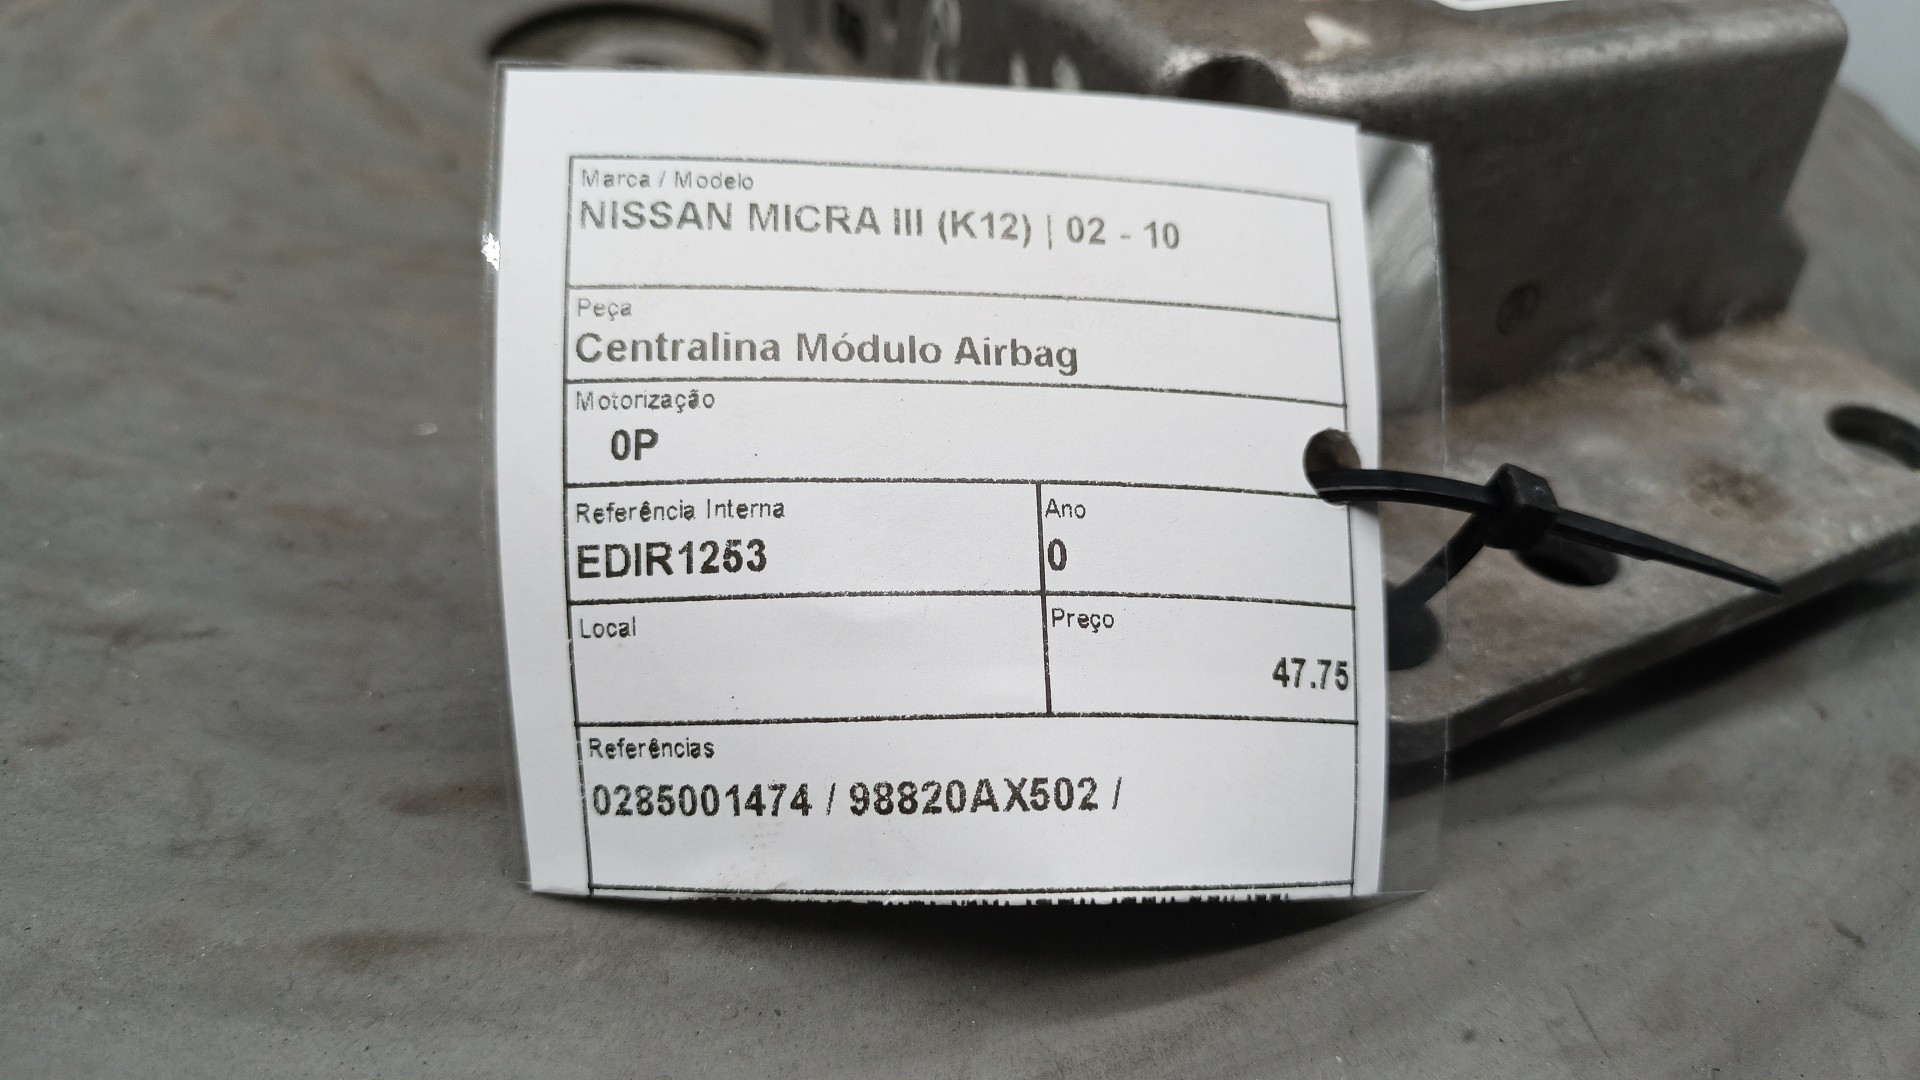 Marca / Modelo
NISSAN MICRA III (K12) | 02 - 10
Peça
Centralina Módulo Airbag
Motorização
0P
Referência Interna
EDIR1253
Ano
0
Local
Preço
47.75
Referências
0285001474 / 98820AX502 /